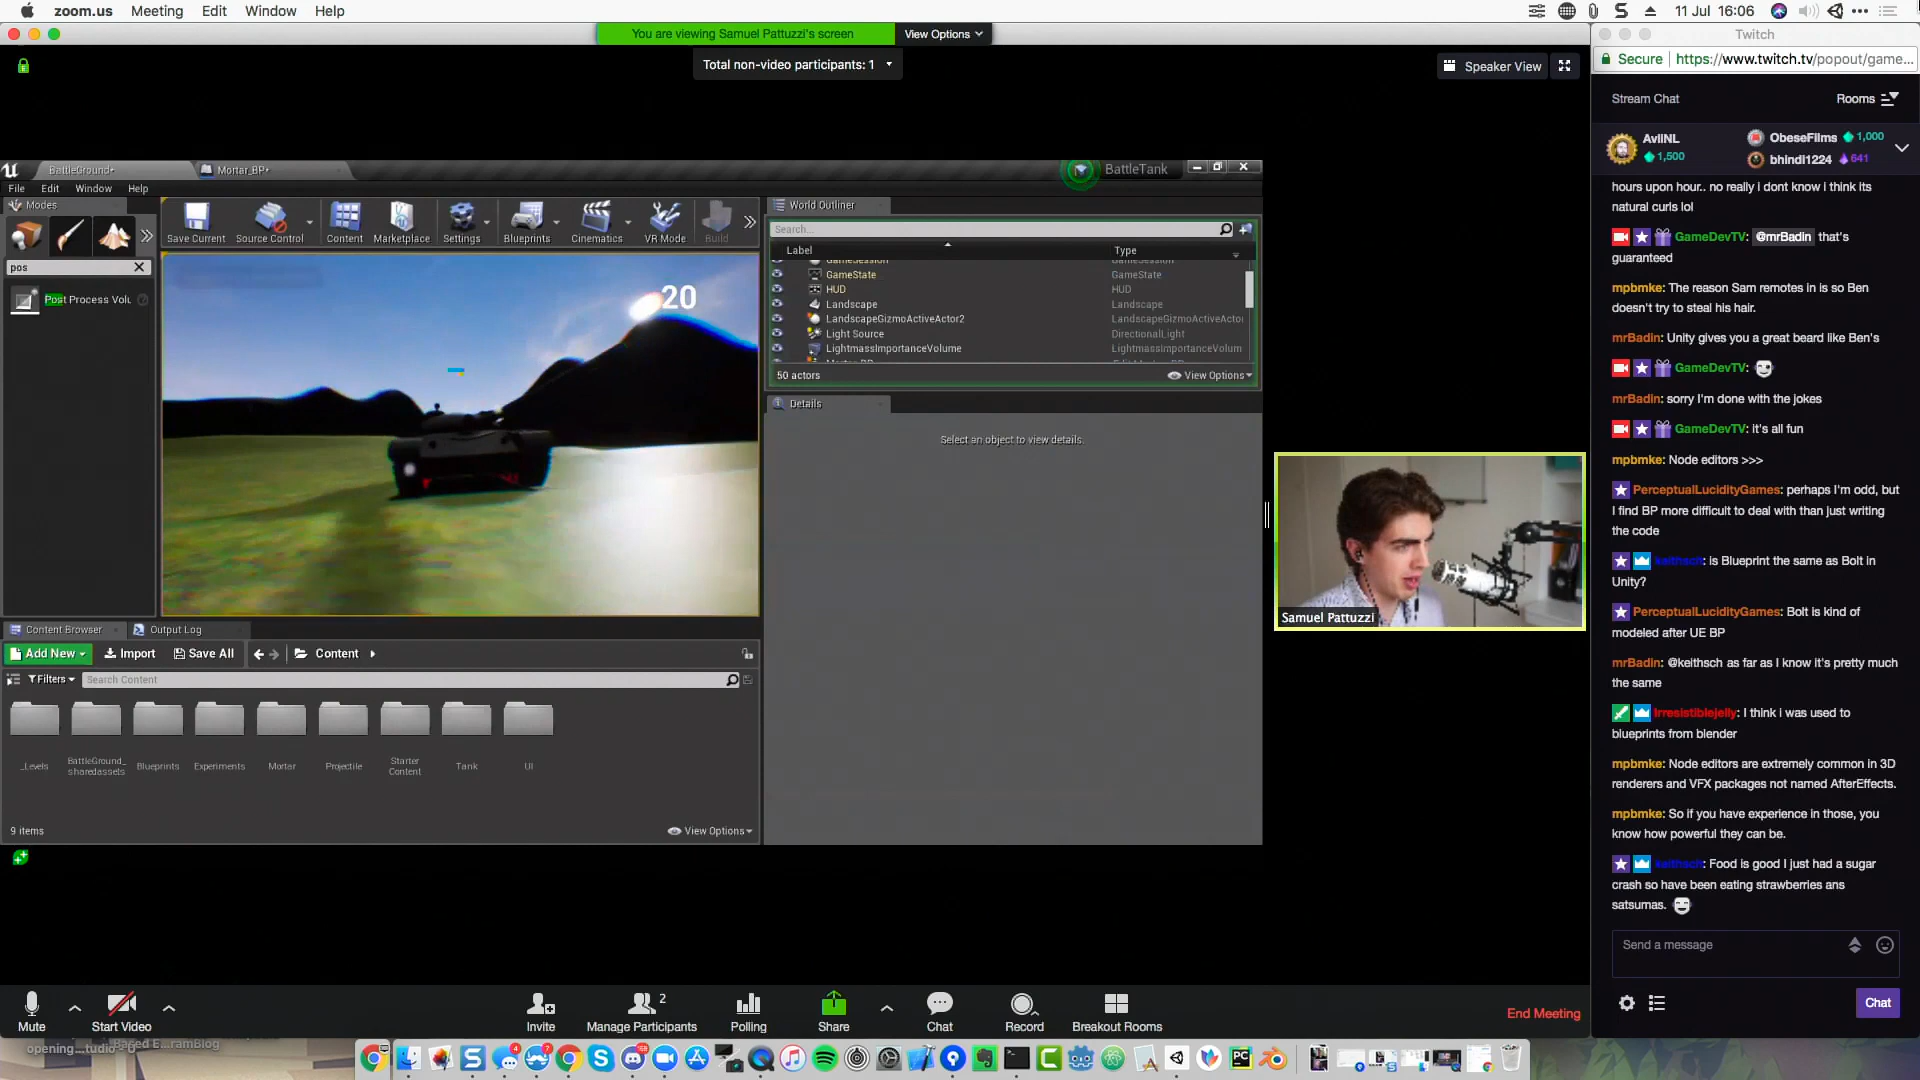 zoom.us Meeting Edit Window Help
11 Jul 16:06
You are viewing Samuel Pattuzzi's screen
View Options
Total non-video participants: 1
Speaker View
BattleGround*
Mortar_BP*
BattleTank
File Edit Window Help
Modes
Save Current
Source Control
Content
Marketplace
Settings
Blueprints
Cinematics
VR Mode
Build
pos
Post Process Volu
20
World Outliner
Search...
Label Type
GameSession GameSession
GameState GameState
HUD HUD
Landscape Landscape
LandscapeGizmoActiveActor2 LandscapeGizmoActiveActor
Light Source DirectionalLight
LightmassImportanceVolume LightmassImportanceVolum
50 actors
View Options
Details
Select an object to view details.
Content Browser
Output Log
Add New
Import
Save All
Content
Filters
Search Content
_Levels
BattleGround_
sharedassets
Blueprints
Experiments
Mortar
Projectile
Starter
Content
Tank
UI
9 items
View Options
Samuel Pattuzzi
Mute
Start Video
Invite
2
Manage Participants
Polling
Share
Chat
Record
Breakout Rooms
End Meeting
Twitch
Secure
https://www.twitch.tv/popout/game...
Stream Chat
Rooms
AvliNL
1,500
ObeseFilms 1,000
bhindi1224 641
hours upon hour.. no really i dont know i think its
natural curls lol
GameDevTV: @mrBadin that's
guaranteed
mpbmke: The reason Sam remotes in is so Ben
doesn't try to steal his hair.
mrBadin: Unity gives you a great beard like Ben's
GameDevTV:
mrBadin: sorry I'm done with the jokes
GameDevTV: it's all fun
mpbmke: Node editors >>>
PerceptualLucidityGames: perhaps I'm odd, but
I find BP more difficult to deal with than just writing
the code
keithsch: is Blueprint the same as Bolt in
Unity?
PerceptualLucidityGames: Bolt is kind of
modeled after UE BP
mrBadin: @keithsch as far as I know it's pretty much
the same
Irresistiblejelly: I think i was used to
blueprints from blender
mpbmke: Node editors are extremely common in 3D
renderers and VFX packages not named AfterEffects.
mpbmke: So if you have experience in those, you
know how powerful they can be.
keithsch: Food is good I just had a sugar
crash so have been eating strawberries ans
satsumas.
Send a message
Chat